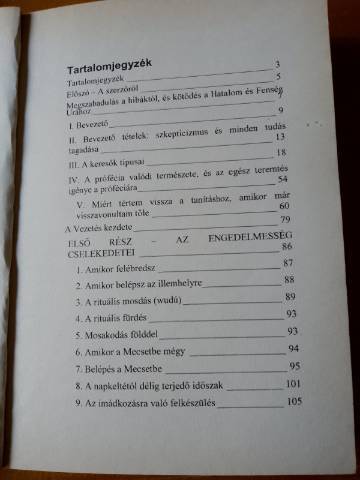 Tartalomjegyzék
Tartalomjegyzék 3
Előszó – A szerzóról 5
Megszabadulás a hibáktól, és kötődés a Hatalom és Fenség
Urához 7
I. Bevezető 9
II. Bevezető tételek: szkepticizmus és minden tudás
tagadása 13
III. A keresők típusai 18
IV. A prófécia valódi természete, és az egész teremtés
igénye a próféciára 54
V. Miért tértem vissza a tanításhoz, amikor már
visszavonultam tőle 60
A Vezetés kezdete 79
ELSŐ RÉSZ – AZ ENGEDELMESSÉG
CSELEKEDETEI 86
1. Amikor felébredsz 87
2. Amikor belépsz az illemhelyre 88
3. A rituális mosdás (wudú) 89
4. A rituális fürdés 93
5. Mosakodás földdel 93
6. Amikor a Mecsetbe mégy 94
7. Belépés a Mecsetbe 95
8. A napkeltétől délig terjedő időszak 101
9. Az imádkozásra való felkészülés 105